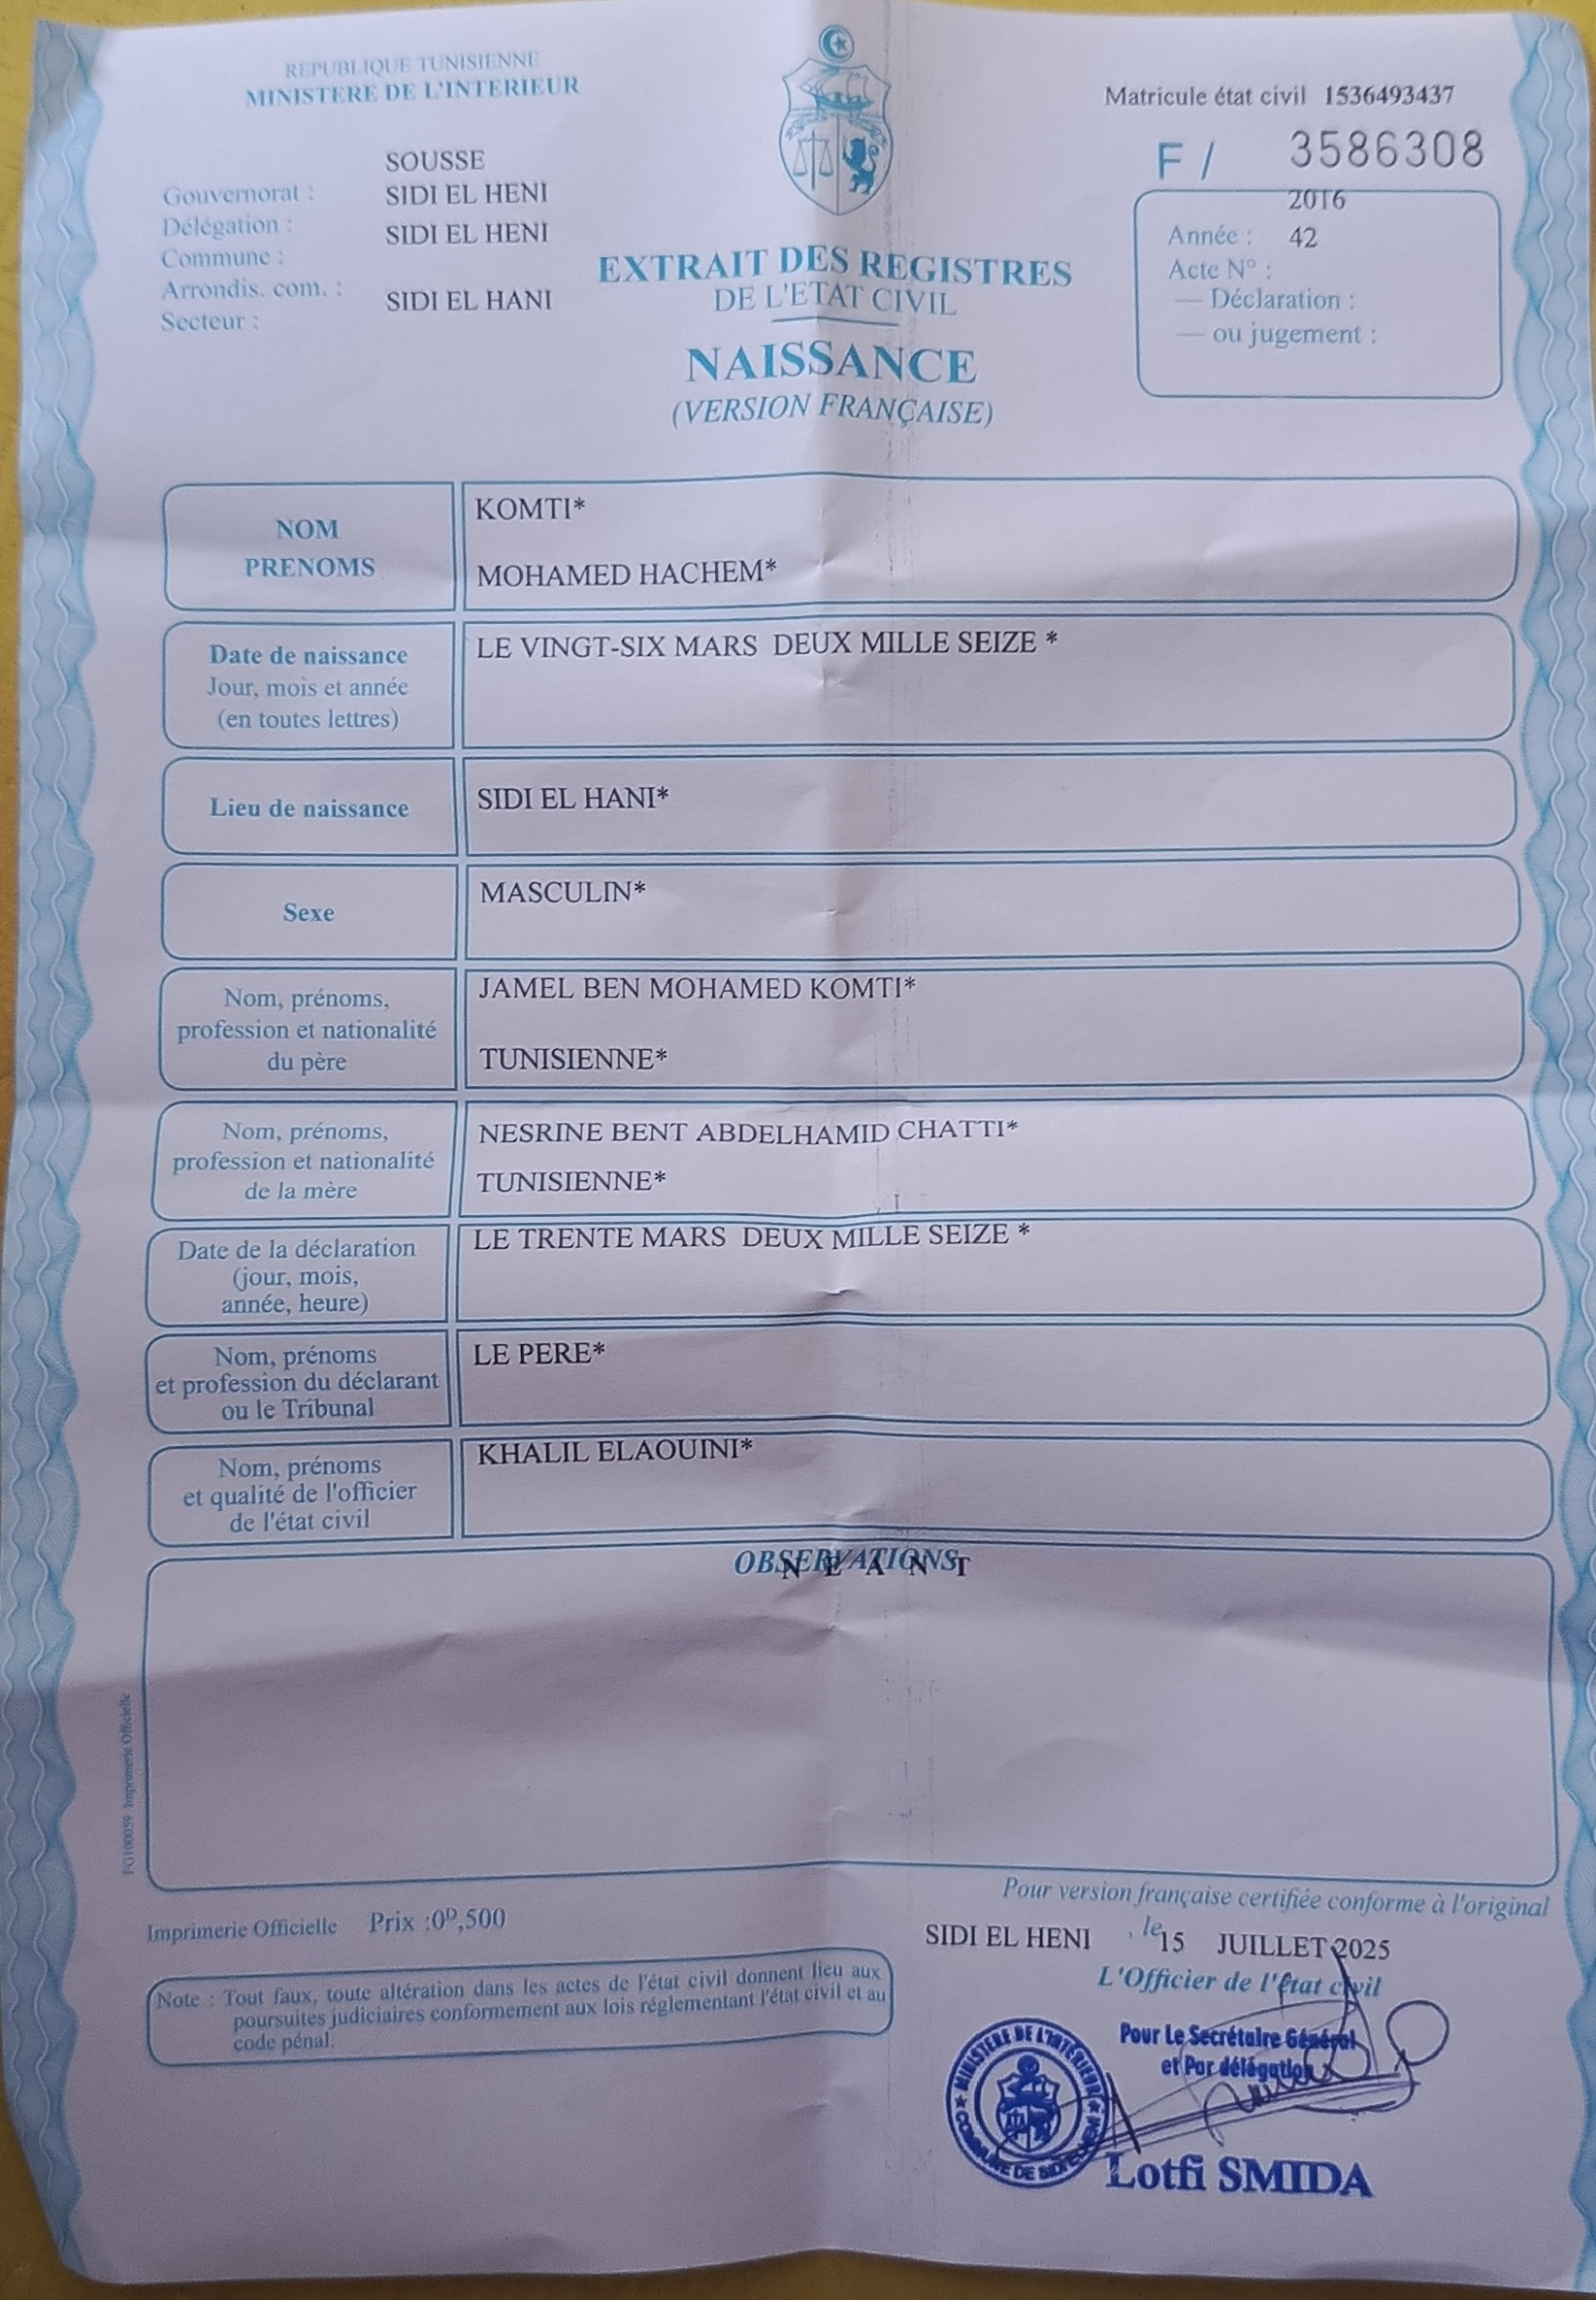 REPUBLIQUE TUNISIENNE
MINISTERE DE L'INTERIEUR
Matricule état civil 1536493437
F / 3586308
SOUSSE
Gouvernorat : SIDI EL HENI
Délégation : SIDI EL HENI
Commune :
Arrondis. com. : SIDI EL HANI
Secteur :
2016
Année : 42
Acte N° :
— Déclaration :
— ou jugement :
EXTRAIT DES REGISTRES
DE L'ETAT CIVIL
NAISSANCE
(VERSION FRANÇAISE)
NOM
PRENOMS
KOMTI*
MOHAMED HACHEM*
Date de naissance
Jour, mois et année
(en toutes lettres)
LE VINGT-SIX MARS DEUX MILLE SEIZE *
Lieu de naissance
SIDI EL HANI*
Sexe
MASCULIN*
Nom, prénoms,
profession et nationalité
du père
JAMEL BEN MOHAMED KOMTI*
TUNISIENNE*
Nom, prénoms,
profession et nationalité
de la mère
NESRINE BENT ABDELHAMID CHATTI*
TUNISIENNE*
Date de la déclaration
(jour, mois,
année, heure)
LE TRENTE MARS DEUX MILLE SEIZE *
Nom, prénoms
et profession du déclarant
ou le Tribunal
LE PERE*
Nom, prénoms
et qualité de l'officier
de l'état civil
KHALIL ELAOUINI*
OBSERVATIONS
N E A N T
FG100059 Imprimerie Officielle
Imprimerie Officielle Prix :0D,500
Note : Tout faux, toute altération dans les actes de l'état civil donnent lieu aux
poursuites judiciaires conformement aux lois réglementant l'état civil et au
code pénal.
Pour version française certifiée conforme à l'original
SIDI EL HENI , le 15 JUILLET 2025
L'Officier de l'État civil
Pour Le Secrétaire Général
et Par délégation
MINISTERE DE L'INTERIEUR
COMMUNE DE SIDI
Lotfi SMIDA